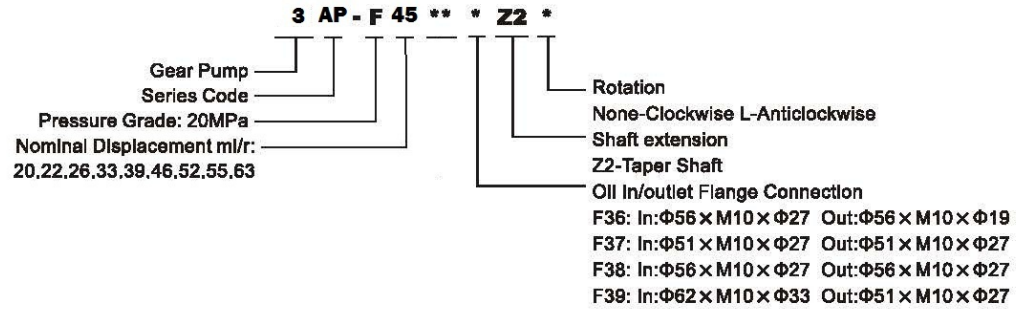 3 AP - F 45 ** * Z2 *
Gear Pump
Series Code
Pressure Grade: 20MPa
Nominal Displacement ml/r:
20,22,26,33,39,46,52,55,63
Rotation
None-Clockwise L-Anticlockwise
Shaft extension
Z2-Taper Shaft
Oil In/outlet Flange Connection
F36: In:Φ56×M10×Φ27 Out:Φ56×M10×Φ19
F37: In:Φ51×M10×Φ27 Out:Φ51×M10×Φ27
F38: In:Φ56×M10×Φ27 Out:Φ56×M10×Φ27
F39: In:Φ62×M10×Φ33 Out:Φ51×M10×Φ27